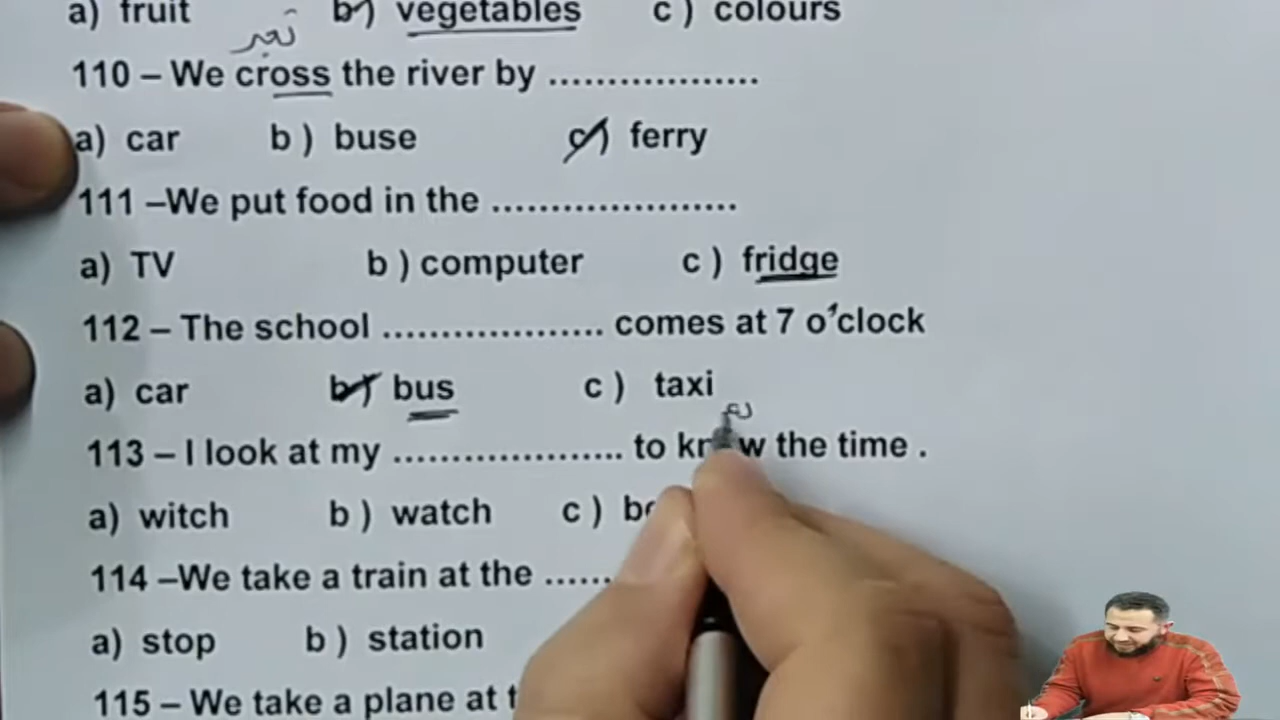 a) fruit b) vegetables c ) colours
نعبر
110 – We cross the river by ..................
a) car b ) buse c) ferry
111 –We put food in the .....................
a) TV b ) computer c ) fridge
112 – The school ................... comes at 7 o'clock
a) car b) bus c ) taxi
113 – I look at my .................... to know the time .
a) witch b ) watch c )
114 –We take a train at the ......
a) stop b ) station
115 – We take a plane at